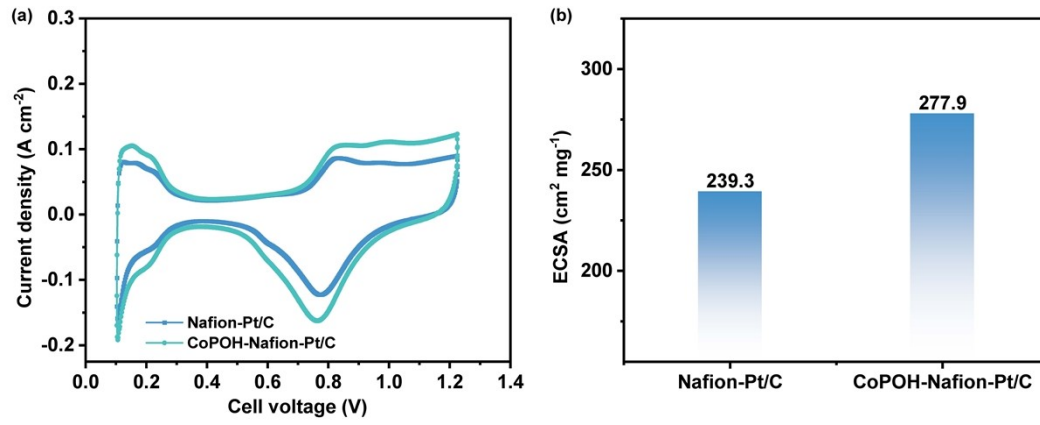 (a)
0.3
0.2
0.1
0.0
-0.1
-0.2
Current density (A cm⁻²)
Nafion-Pt/C
CoPOH-Nafion-Pt/C
0.0 0.2 0.4 0.6 0.8 1.0 1.2 1.4
Cell voltage (V)
(b)
300
250
200
ECSA (cm² mg⁻¹)
239.3
277.9
Nafion-Pt/C CoPOH-Nafion-Pt/C